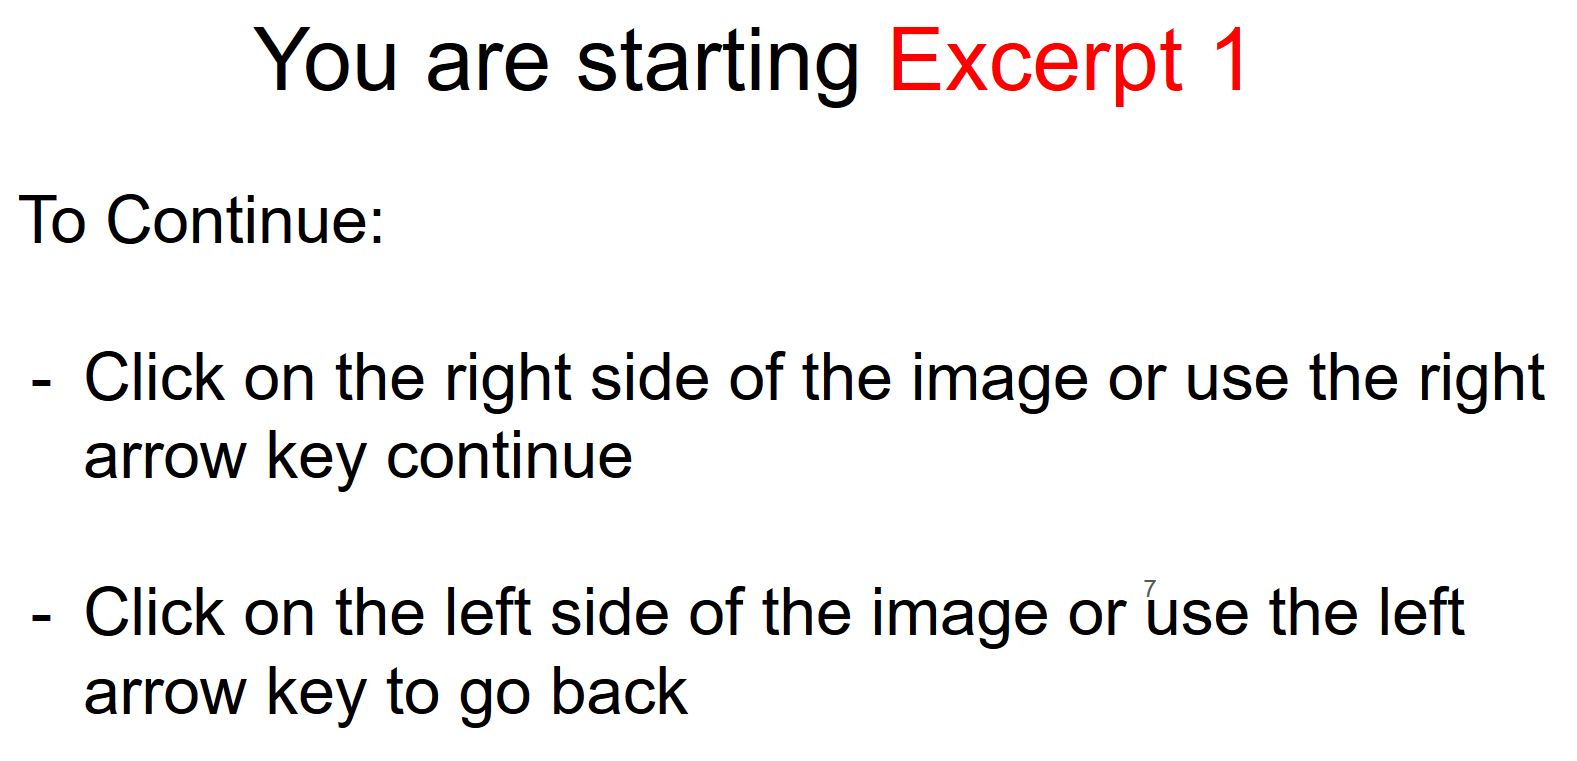 You are starting Excerpt 1
To Continue:
- Click on the right side of the image or use the right
arrow key continue
7
- Click on the left side of the image or use the left
arrow key to go back